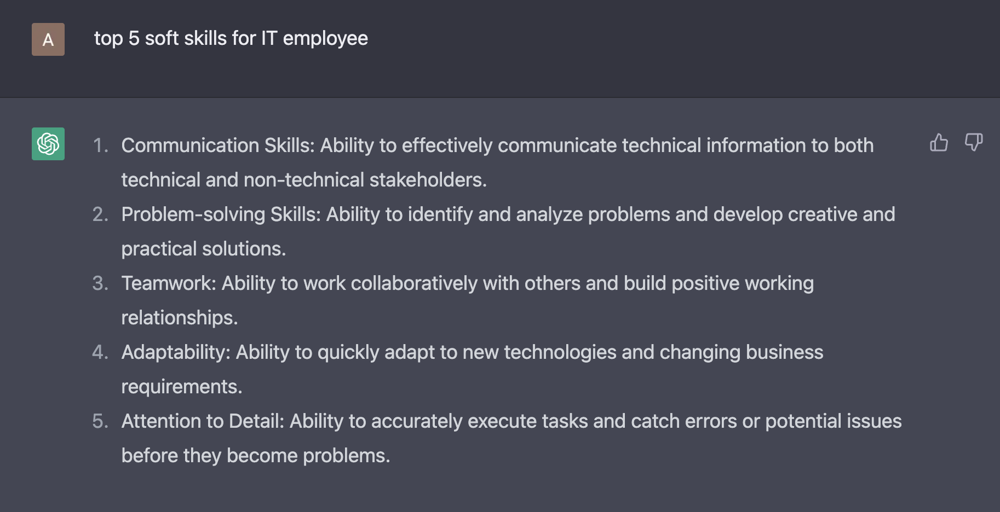 A
top 5 soft skills for IT employee
1. Communication Skills: Ability to effectively communicate technical information to both
technical and non-technical stakeholders.
2. Problem-solving Skills: Ability to identify and analyze problems and develop creative and
practical solutions.
3. Teamwork: Ability to work collaboratively with others and build positive working
relationships.
4. Adaptability: Ability to quickly adapt to new technologies and changing business
requirements.
5. Attention to Detail: Ability to accurately execute tasks and catch errors or potential issues
before they become problems.